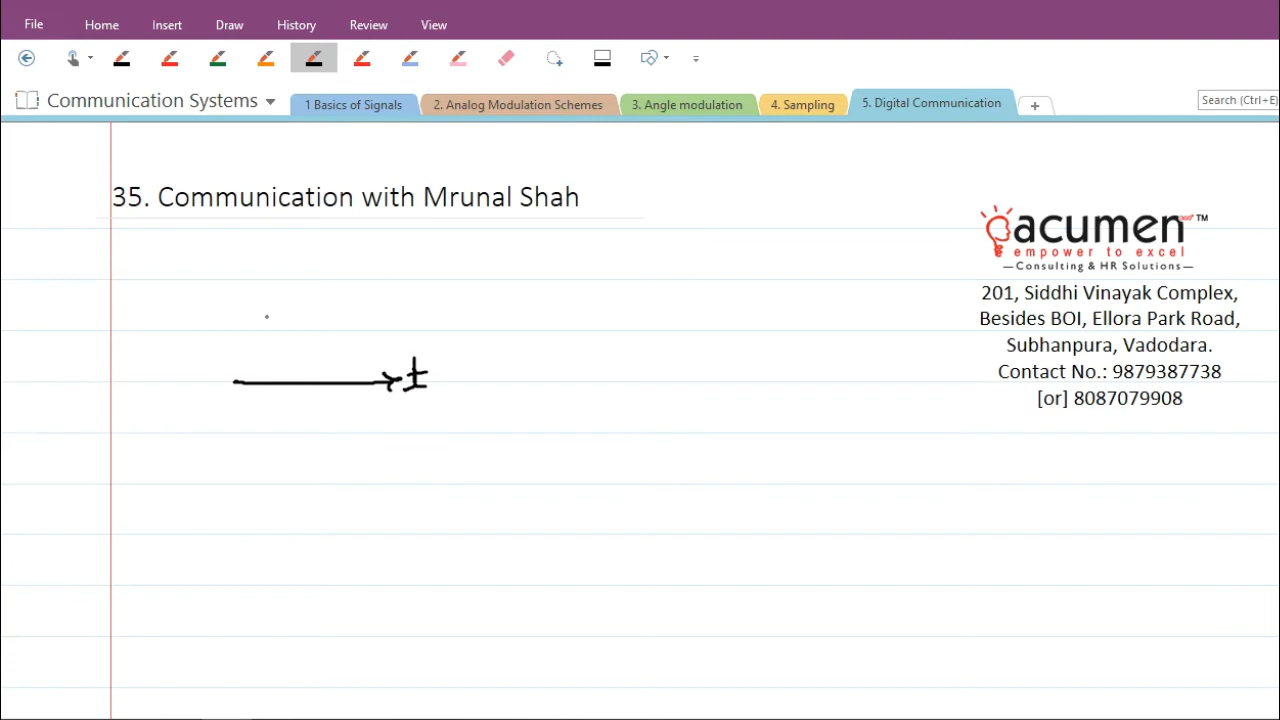 File Home Insert Draw History Review View
Communication Systems 1 Basics of Signals 2. Analog Modulation Schemes 3. Angle modulation 4. Sampling 5. Digital Communication + Search (Ctrl+E)
35. Communication with Mrunal Shah
acumen 360° ™
empower to excel
—Consulting & HR Solutions—
201, Siddhi Vinayak Complex,
Besides BOI, Ellora Park Road,
Subhanpura, Vadodara.
Contact No.: 9879387738
[or] 8087079908
t